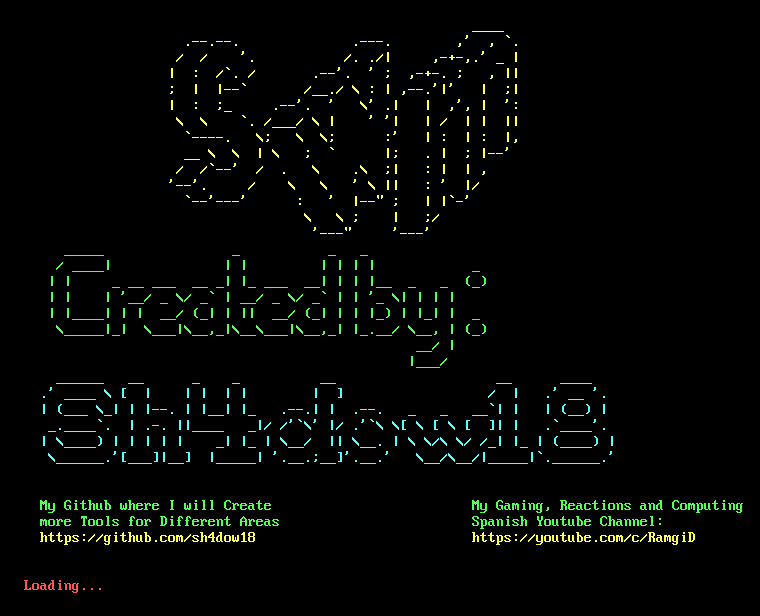 Created by:
Sh4dow18
My Github where I will Create
more Tools for Different Areas
https://github.com/sh4dow18
My Gaming, Reactions and Computing
Spanish Youtube Channel:
https://youtube.com/c/RamgiD
Loading...